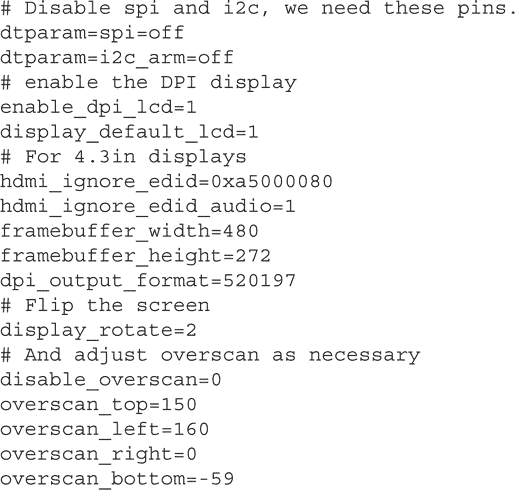 # Disable spi and i2c, we need these pins.
dtparam=spi=off
dtparam=i2c_arm=off
# enable the DPI display
enable_dpi_lcd=1
display_default_lcd=1
# For 4.3in displays
hdmi_ignore_edid=0xa5000080
hdmi_ignore_edid_audio=1
framebuffer_width=480
framebuffer_height=272
dpi_output_format=520197
# Flip the screen
display_rotate=2
# And adjust overscan as necessary
disable_overscan=0
overscan_top=150
overscan_left=160
overscan_right=0
overscan_bottom=-59